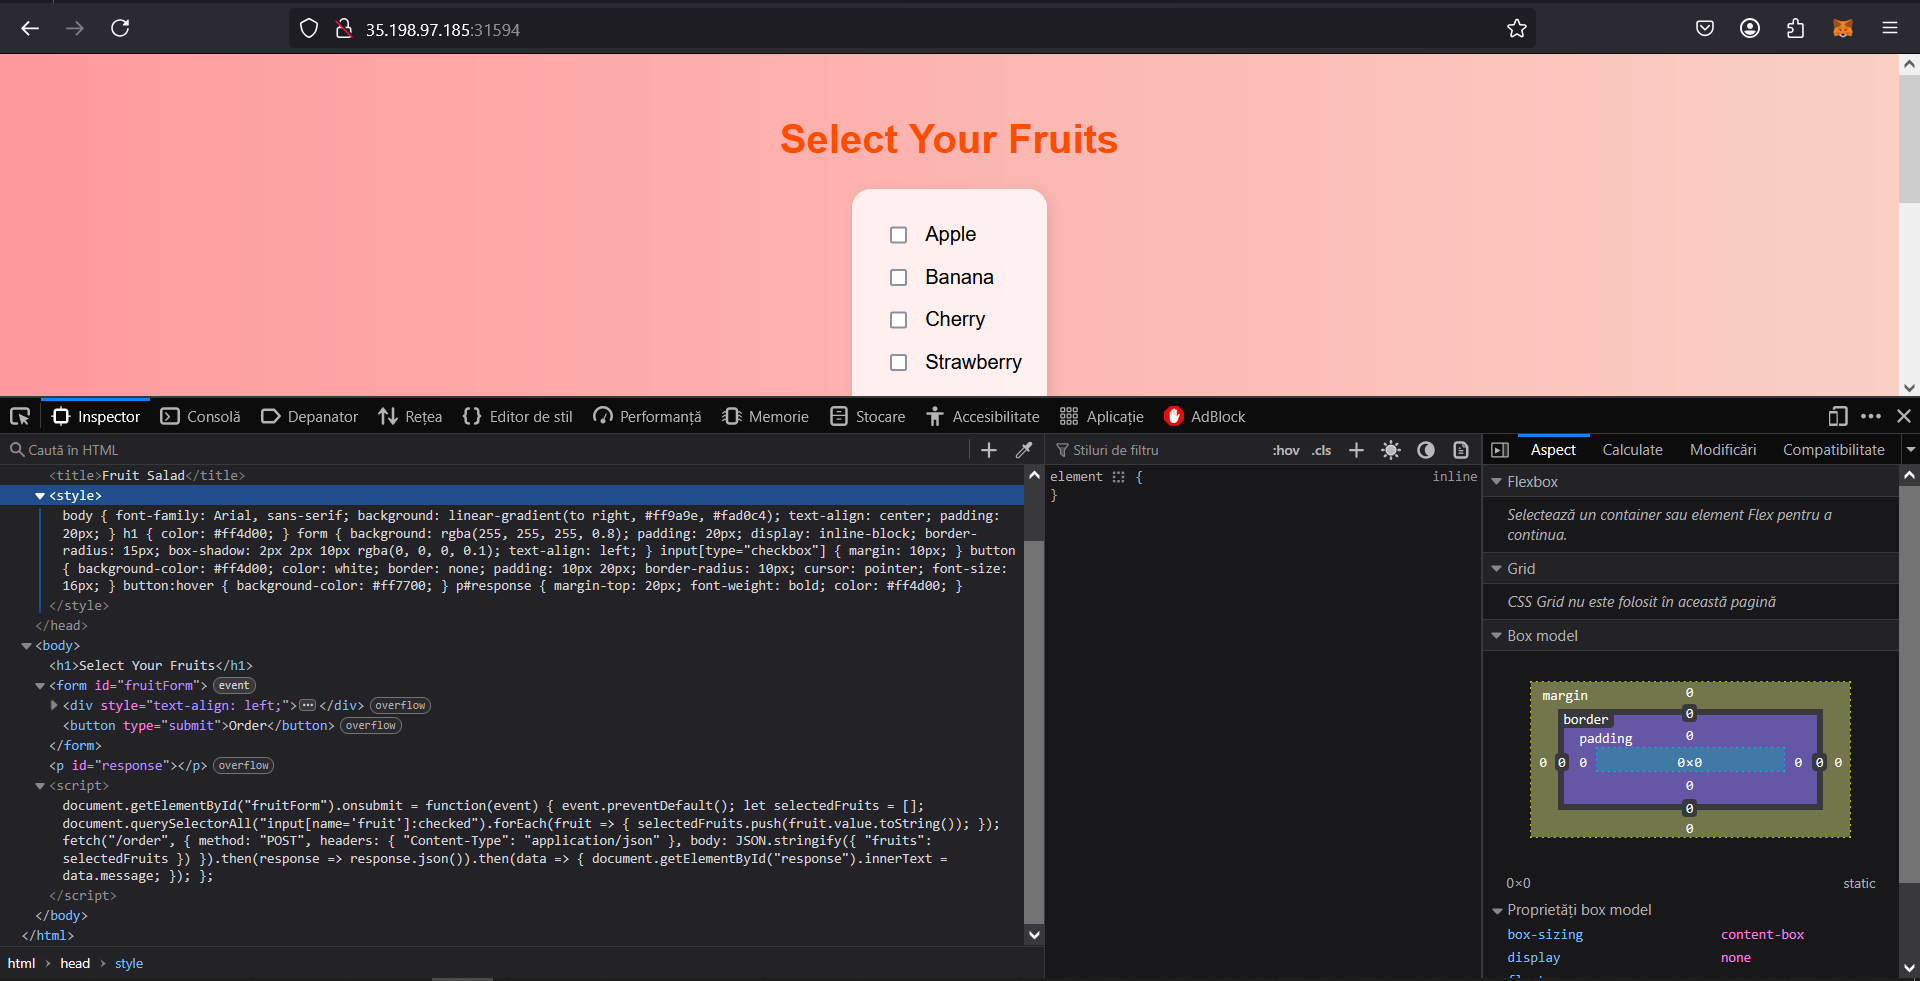 35.198.97.185:31594
Select Your Fruits
Apple
Banana
Cherry
Strawberry
Inspector Consolă Depanator Rețea Editor de stil Performanță Memorie Stocare Accesibilitate Aplicație AdBlock
Caută în HTML
<title>Fruit Salad</title>
<style>
body { font-family: Arial, sans-serif; background: linear-gradient(to right, #ff9a9e, #fad0c4); text-align: center; padding:
20px; } h1 { color: #ff4d00; } form { background: rgba(255, 255, 255, 0.8); padding: 20px; display: inline-block; border-
radius: 15px; box-shadow: 2px 2px 10px rgba(0, 0, 0, 0.1); text-align: left; } input[type="checkbox"] { margin: 10px; } button
{ background-color: #ff4d00; color: white; border: none; padding: 10px 20px; border-radius: 10px; cursor: pointer; font-size:
16px; } button:hover { background-color: #ff7700; } p#response { margin-top: 20px; font-weight: bold; color: #ff4d00; }
</style>
</head>
<body>
<h1>Select Your Fruits</h1>
<form id="fruitForm"> event
<div style="text-align: left;"> ••• </div> overflow
<button type="submit">Order</button> overflow
</form>
<p id="response"></p> overflow
<script>
document.getElementById("fruitForm").onsubmit = function(event) { event.preventDefault(); let selectedFruits = [];
document.querySelectorAll("input[name='fruit']:checked").forEach(fruit => { selectedFruits.push(fruit.value.toString()); });
fetch("/order", { method: "POST", headers: { "Content-Type": "application/json" }, body: JSON.stringify({ "fruits":
selectedFruits }) }).then(response => response.json()).then(data => { document.getElementById("response").innerText =
data.message; }); };
</script>
</body>
</html>
html > head > style
Stiluri de filtru :hov .cls
element { inline
}
Aspect Calculate Modificări Compatibilitate
Flexbox
Selectează un container sau element Flex pentru a
continua.
Grid
CSS Grid nu este folosit în această pagină
Box model
margin 0
border 0
padding 0
0 0 0 0×0 0 0 0
0
0
0
0×0 static
Proprietăți box model
box-sizing content-box
display none